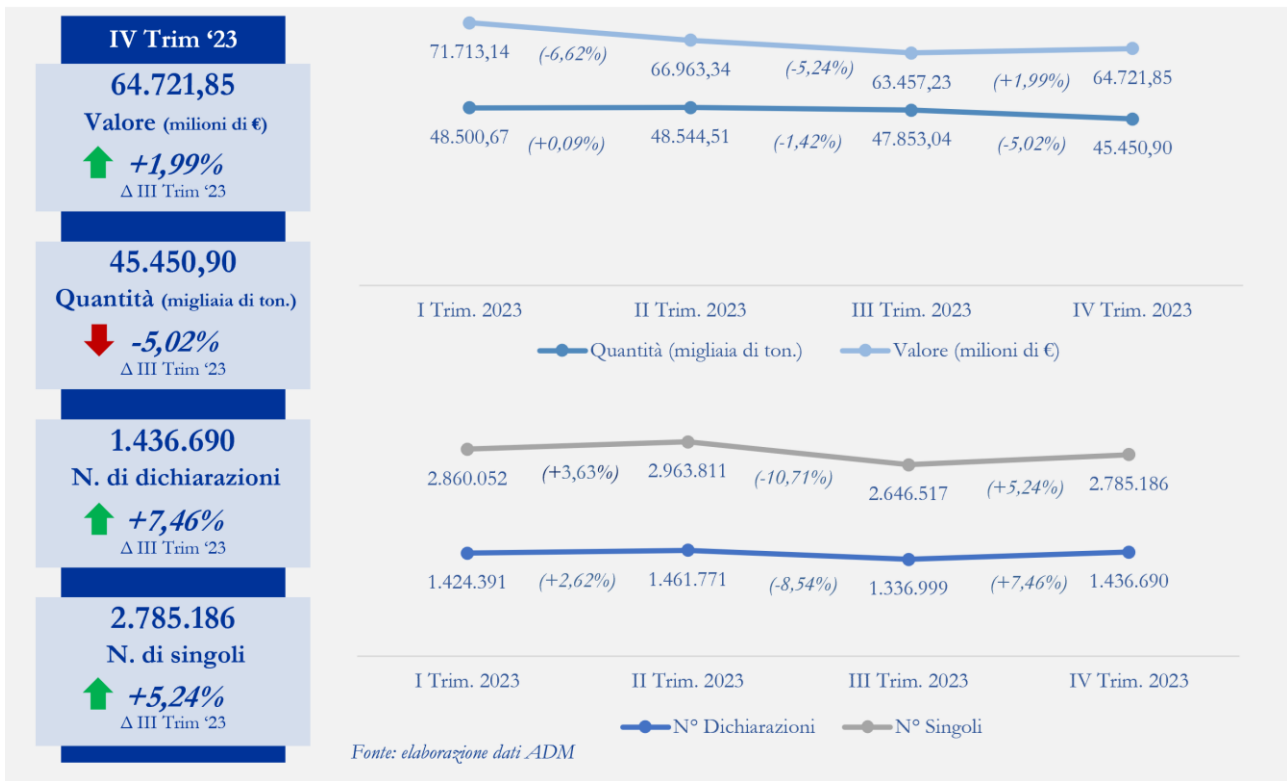 IV Trim ‘23
64.721,85
Valore (milioni di €)
+1,99%
Δ III Trim ‘23
45.450,90
Quantità (migliaia di ton.)
-5,02%
Δ III Trim ‘23
1.436.690
N. di dichiarazioni
+7,46%
Δ III Trim ‘23
2.785.186
N. di singoli
+5,24%
Δ III Trim ‘23
71.713,14 (-6,62%) 66.963,34 (-5,24%) 63.457,23 (+1,99%) 64.721,85
48.500,67 (+0,09%) 48.544,51 (-1,42%) 47.853,04 (-5,02%) 45.450,90
I Trim. 2023 II Trim. 2023 III Trim. 2023 IV Trim. 2023
Quantità (migliaia di ton.) Valore (milioni di €)
2.860.052 (+3,63%) 2.963.811 (-10,71%) 2.646.517 (+5,24%) 2.785.186
1.424.391 (+2,62%) 1.461.771 (-8,54%) 1.336.999 (+7,46%) 1.436.690
I Trim. 2023 II Trim. 2023 III Trim. 2023 IV Trim. 2023
N° Dichiarazioni N° Singoli
Fonte: elaborazione dati ADM